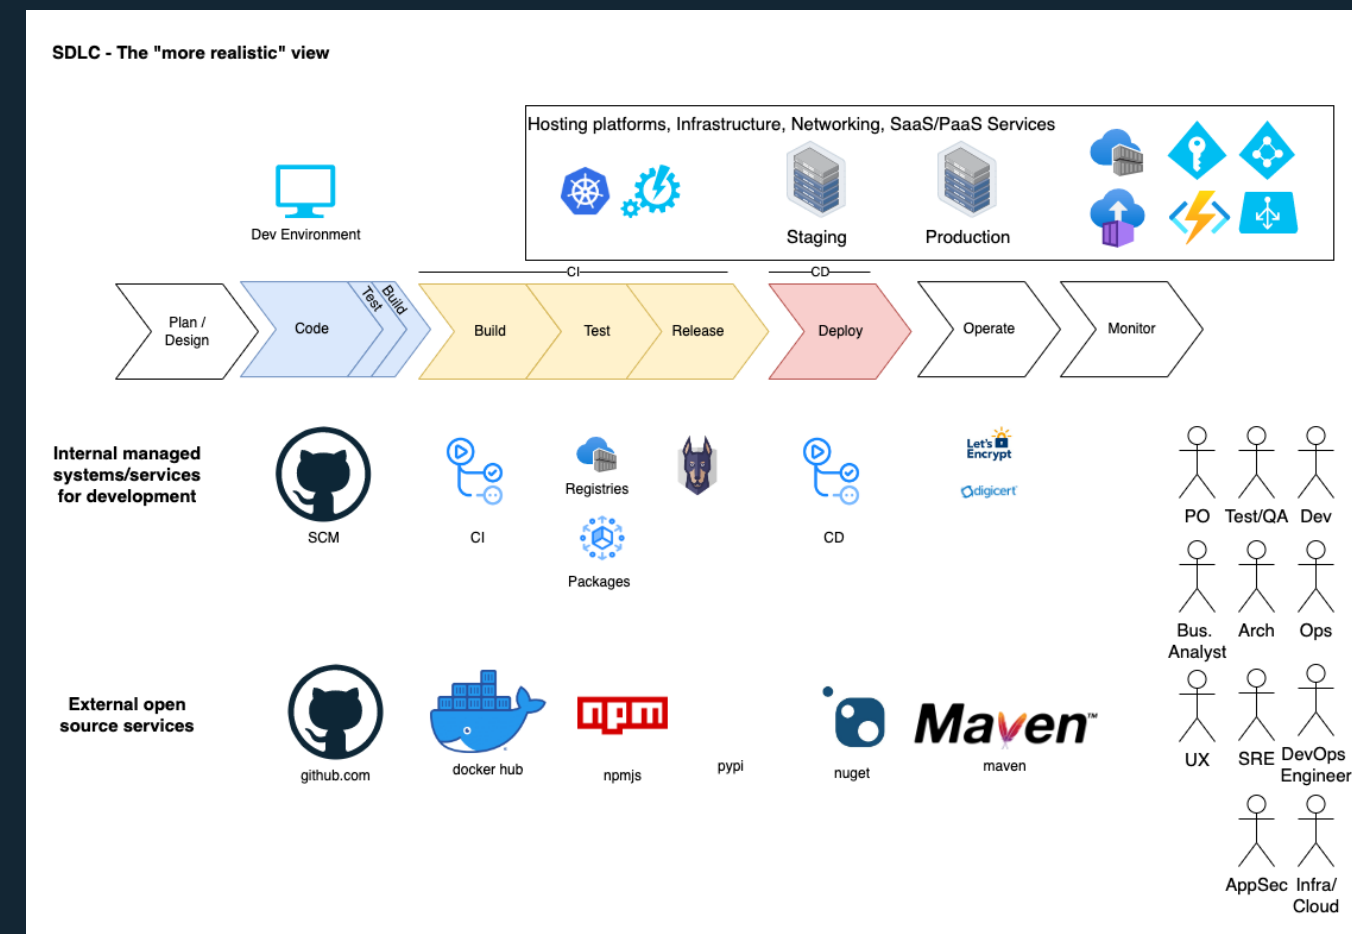 SDLC - The "more realistic" view
Hosting platforms, Infrastructure, Networking, SaaS/PaaS Services
Staging
Production
Dev Environment
CI
CD
Plan /
Design
Code
Test
Build
Build
Test
Release
Deploy
Operate
Monitor
Internal managed
systems/services
for development
SCM
CI
Registries
Packages
CD
Let's
Encrypt
digicert
PO
Test/QA
Dev
Bus.
Analyst
Arch
Ops
External open
source services
github.com
docker hub
npm
npmjs
pypi
nuget
Maven™
maven
UX
SRE
DevOps
Engineer
AppSec
Infra/
Cloud